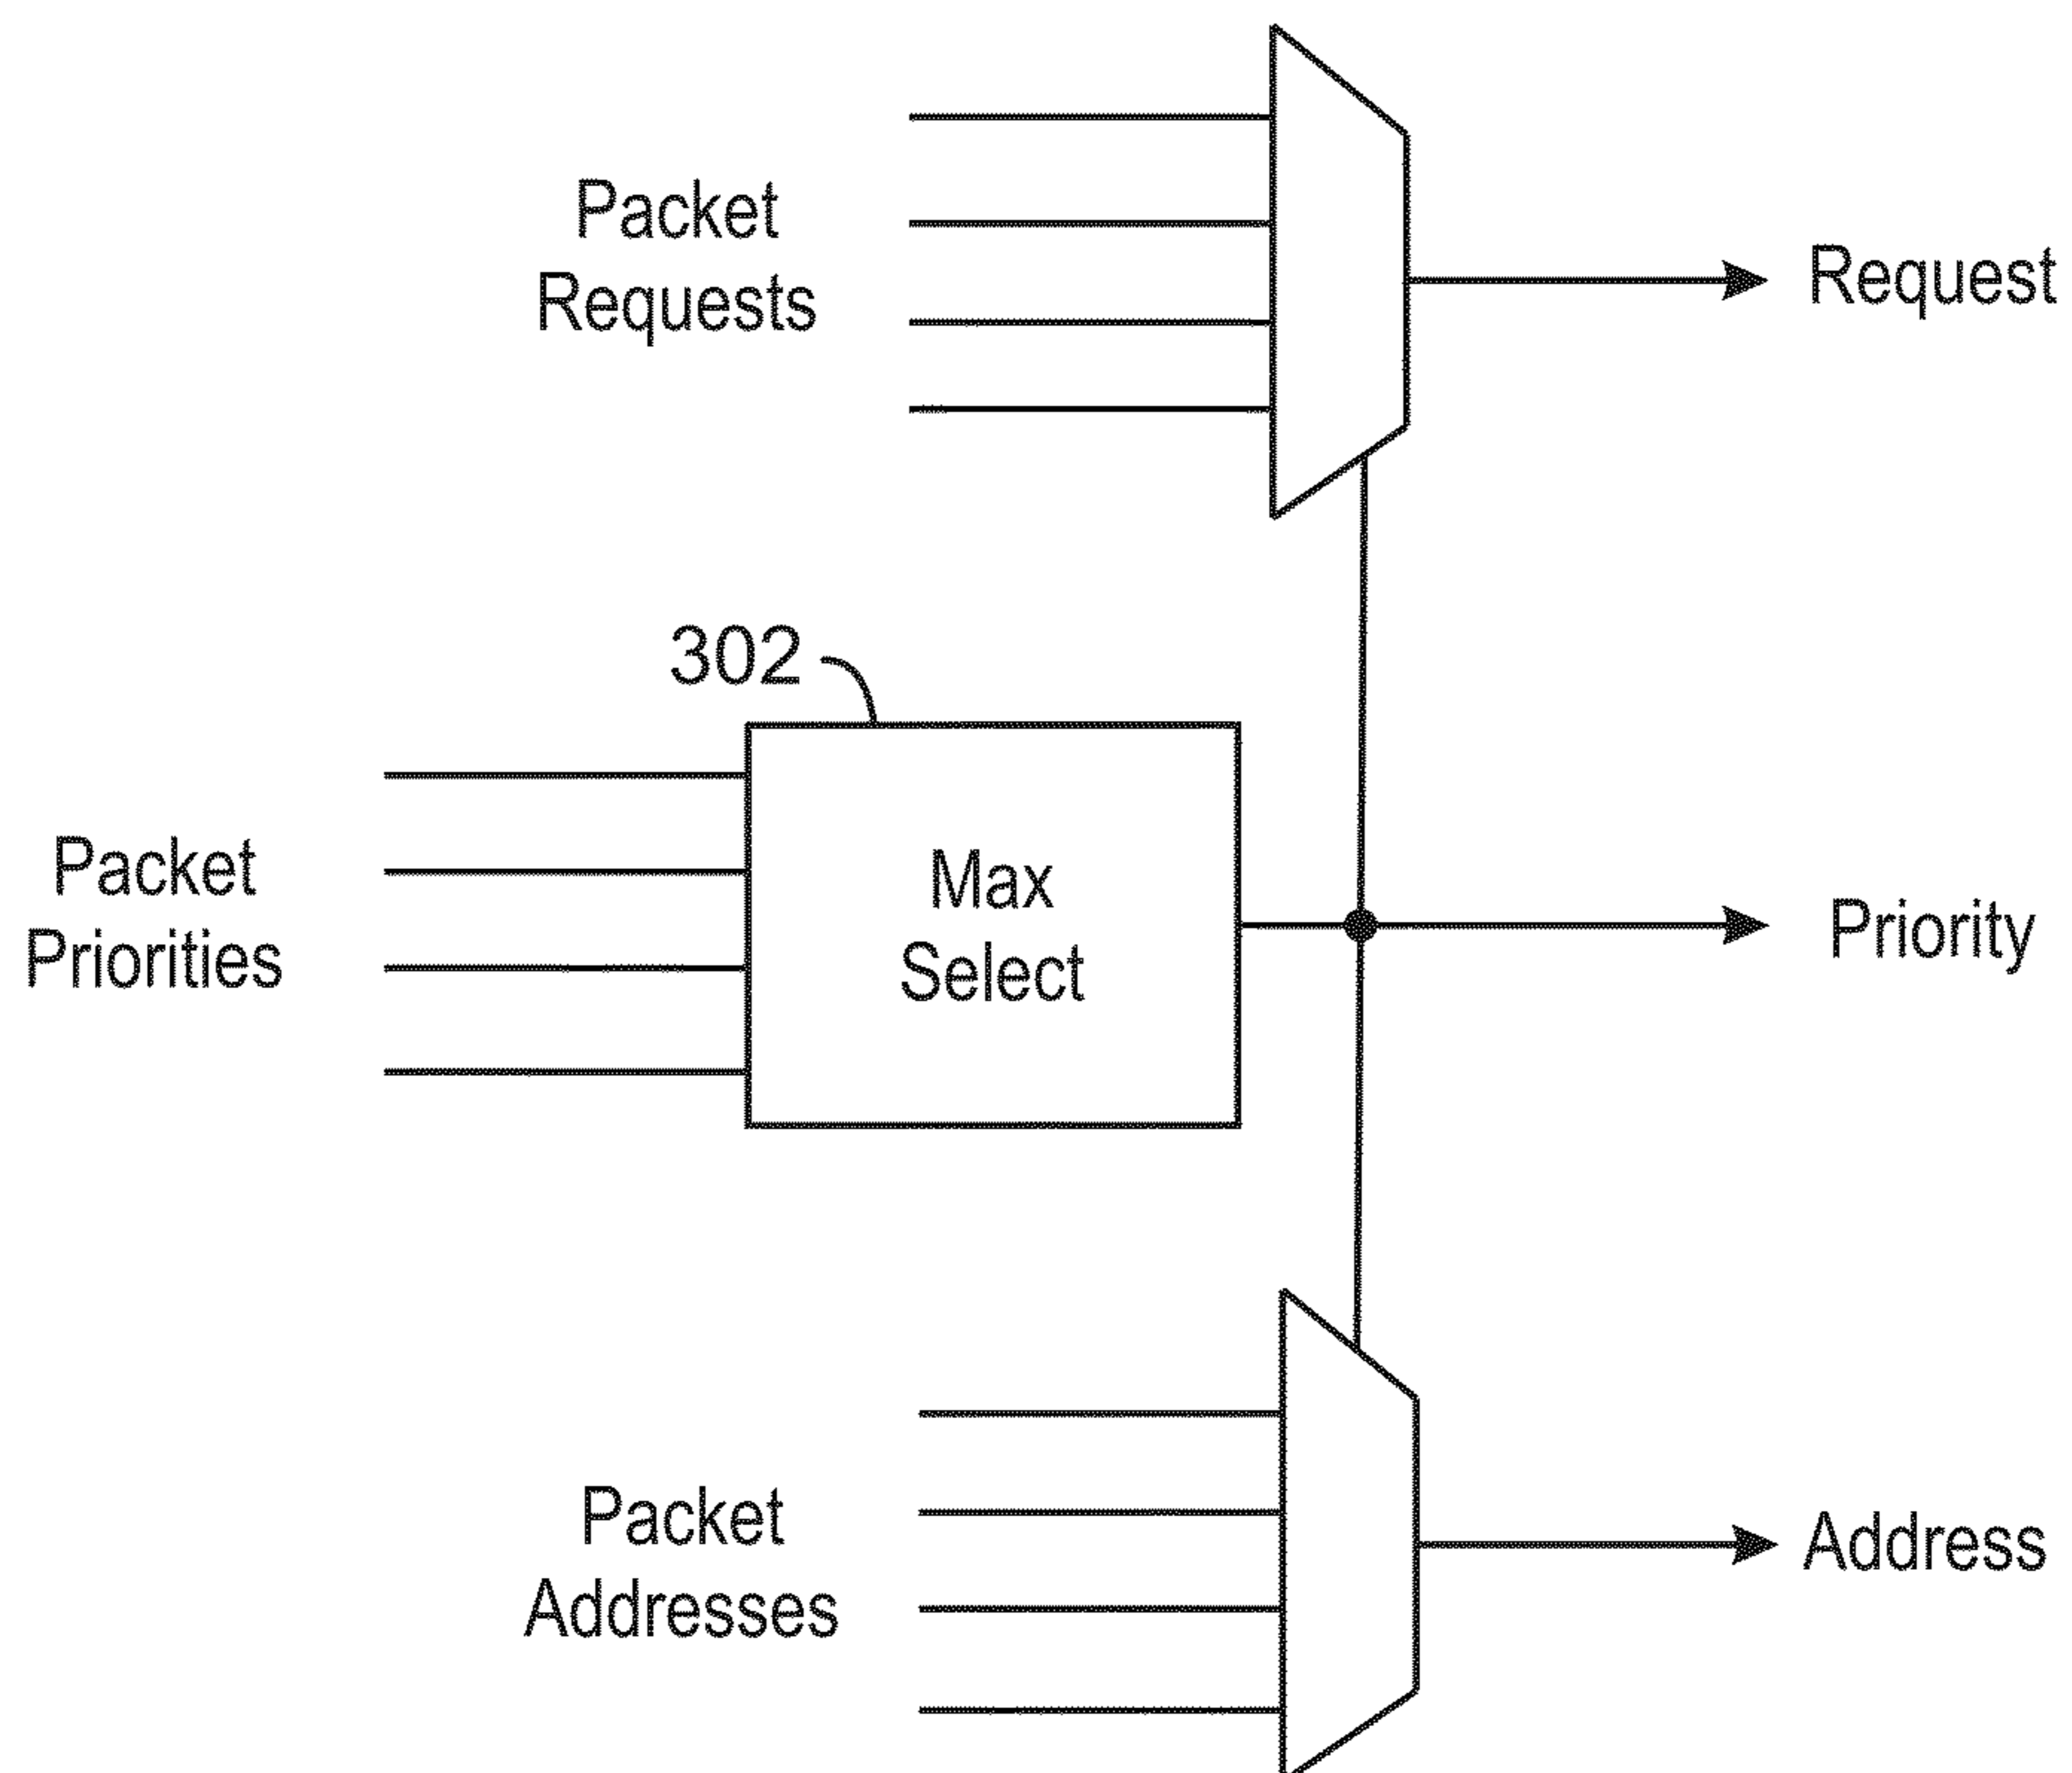 Packet
Requests
Request
302
Packet
Priorities
Max
Select
Priority
Packet
Addresses
Address